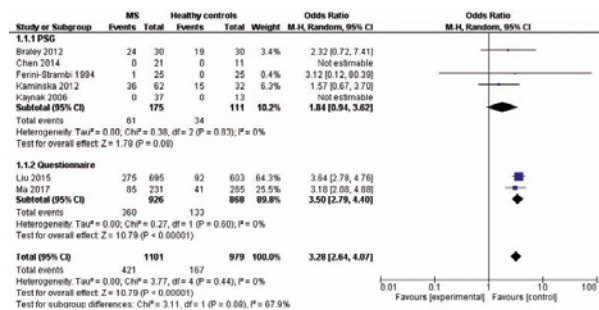 MS Healthy controls Odds Ratio Odds Ratio
Study or Subgroup Events Total Events Total Weight M-H, Random, 95% CI M-H, Random, 95% CI
1.1.1 PSG
Braley 2012 24 30 19 30 3.4% 2.32 [0.72, 7.41]
Chen 2014 0 21 0 11 Not estimable
Ferini-Strambi 1994 1 25 0 25 0.5% 3.12 [0.12, 80.39]
Kaminska 2012 36 62 15 32 6.3% 1.57 [0.67, 3.70]
Kaynak 2006 0 37 0 13 Not estimable
Subtotal (95% CI) 175 111 10.2% 1.84 [0.94, 3.62]
Total events 61 34
Heterogeneity: Tau² = 0.00; Chi² = 0.38, df = 2 (P = 0.83); I² = 0%
Test for overall effect: Z = 1.78 (P = 0.08)
1.1.2 Questionnaire
Liu 2015 275 695 92 603 64.3% 3.64 [2.78, 4.76]
Ma 2017 85 231 41 265 25.5% 3.18 [2.08, 4.88]
Subtotal (95% CI) 926 868 89.8% 3.50 [2.79, 4.40]
Total events 360 133
Heterogeneity: Tau² = 0.00; Chi² = 0.27, df = 1 (P = 0.60); I² = 0%
Test for overall effect: Z = 10.79 (P < 0.00001)
Total (95% CI) 1101 979 100.0% 3.28 [2.64, 4.07]
Total events 421 167
Heterogeneity: Tau² = 0.00; Chi² = 3.77, df = 4 (P = 0.44); I² = 0%
Test for overall effect: Z = 10.79 (P < 0.00001)
Test for subgroup differences: Chi² = 3.11, df = 1 (P = 0.08), I² = 67.9%
0.01 0.1 1 10 100
Favours [experimental] Favours [control]